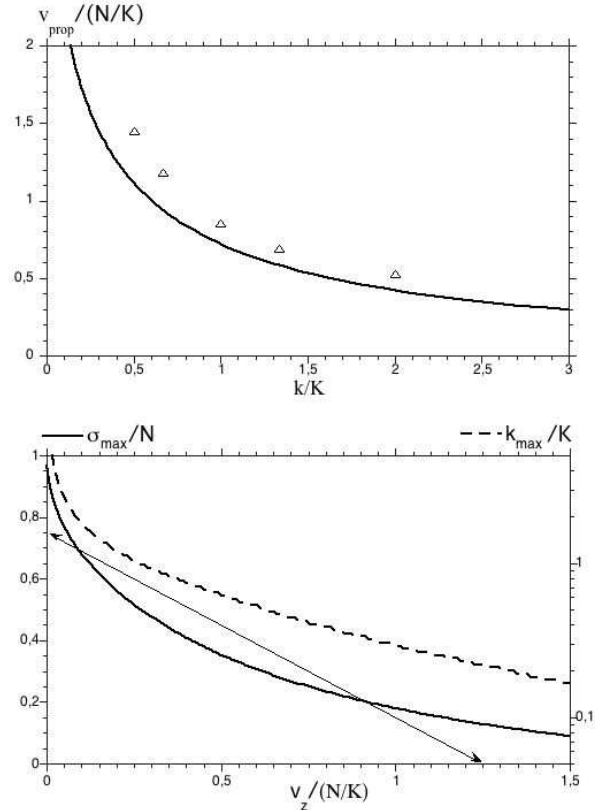 v_prop/(N/K)
2
1,5
1
0,5
0
0 0,5 1 1,5 2 2,5 3
k/K
σ_max/N k_max/K
1
0,8 1
0,6
0,4
0,2 0,1
0
0 0,5 1 1.5
v_z/(N/K)